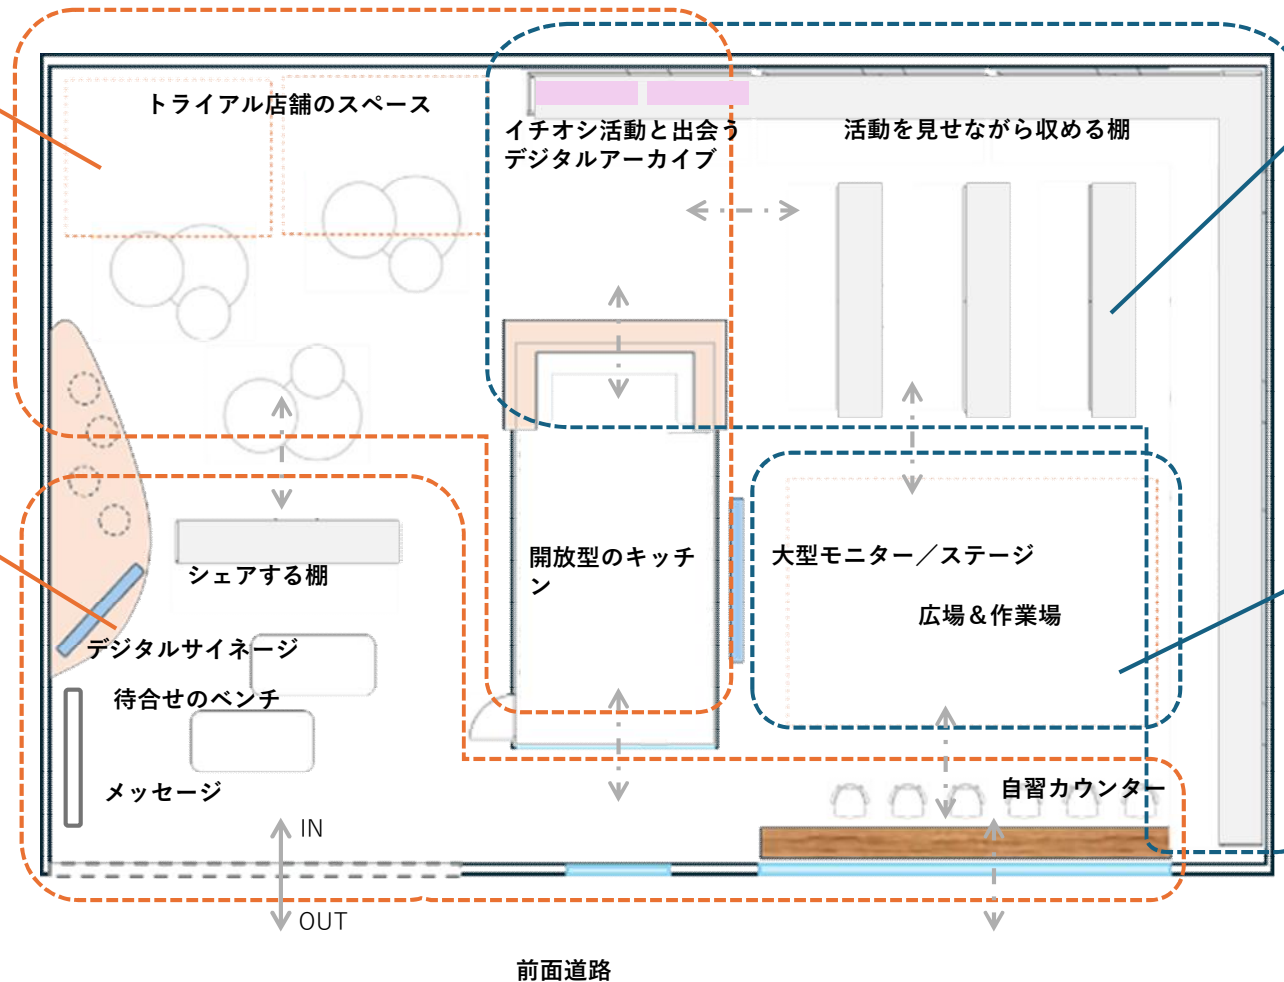 トライアル店舗のスペース
イチオシ活動と出会う
デジタルアーカイブ
活動を見せながら収める棚
開放型のキッチ
ン
大型モニター／ステージ
広場＆作業場
シェアする棚
デジタルサイネージ
待合せのベンチ
メッセージ
自習カウンター
IN
OUT
前面道路